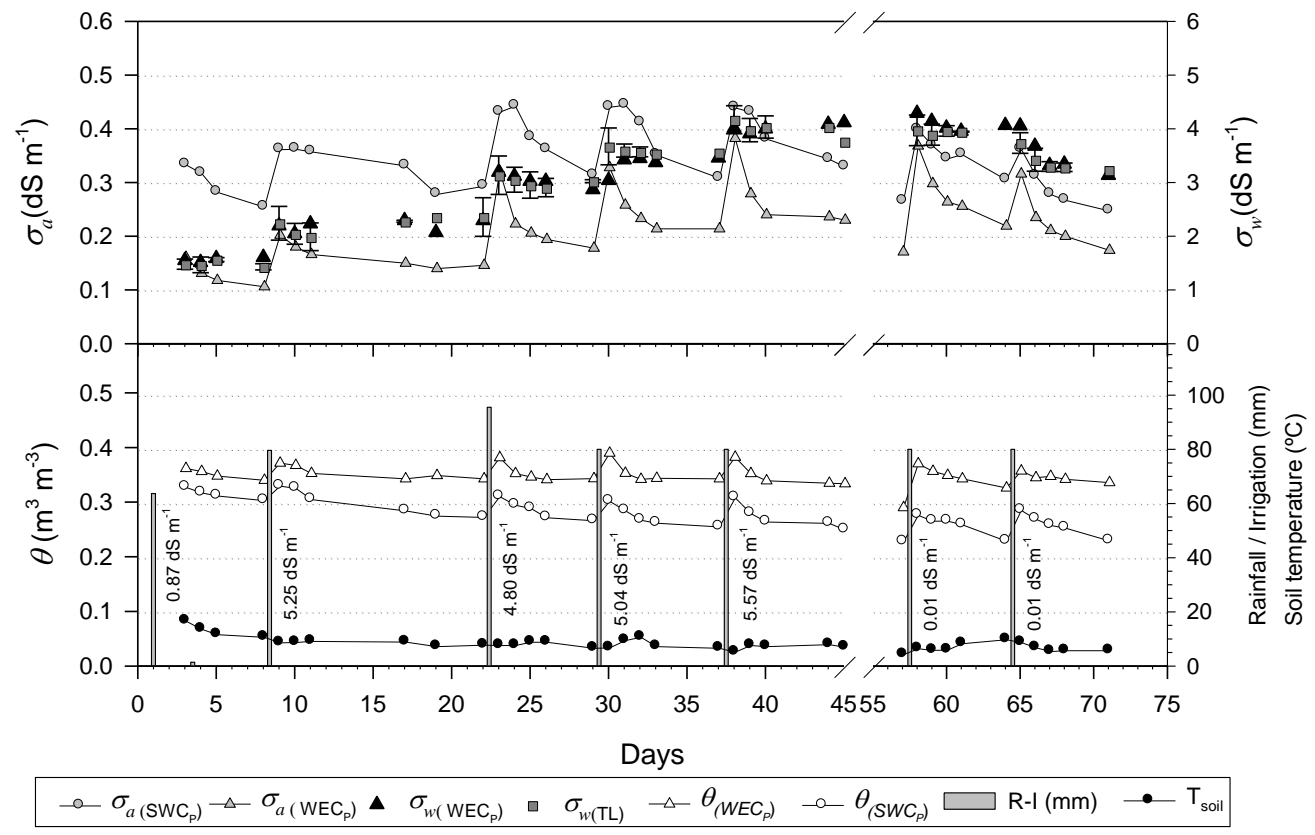 0.6 6
0.5 5
0.4 4
0.3 3
0.2 2
0.1 1
0.0 0
σa(dS m-1)
σw(dS m-1)
0.5 100
0.4 80
0.3 60
0.2 40
0.1 20
0.0 0
θ (m3 m-3)
Rainfall / Irrigation (mm)
Soil temperature (ºC)
0.87 dS m-1
5.25 dS m-1
4.80 dS m-1
5.04 dS m-1
5.57 dS m-1
0.01 dS m-1
0.01 dS m-1
0 5 10 15 20 25 30 35 40 45 55 60 65 70 75
Days
σa (SWCP) σa (WECP) σw (WECP) σw(TL) θ(WECP) θ(SWCP) R-I (mm) Tsoil